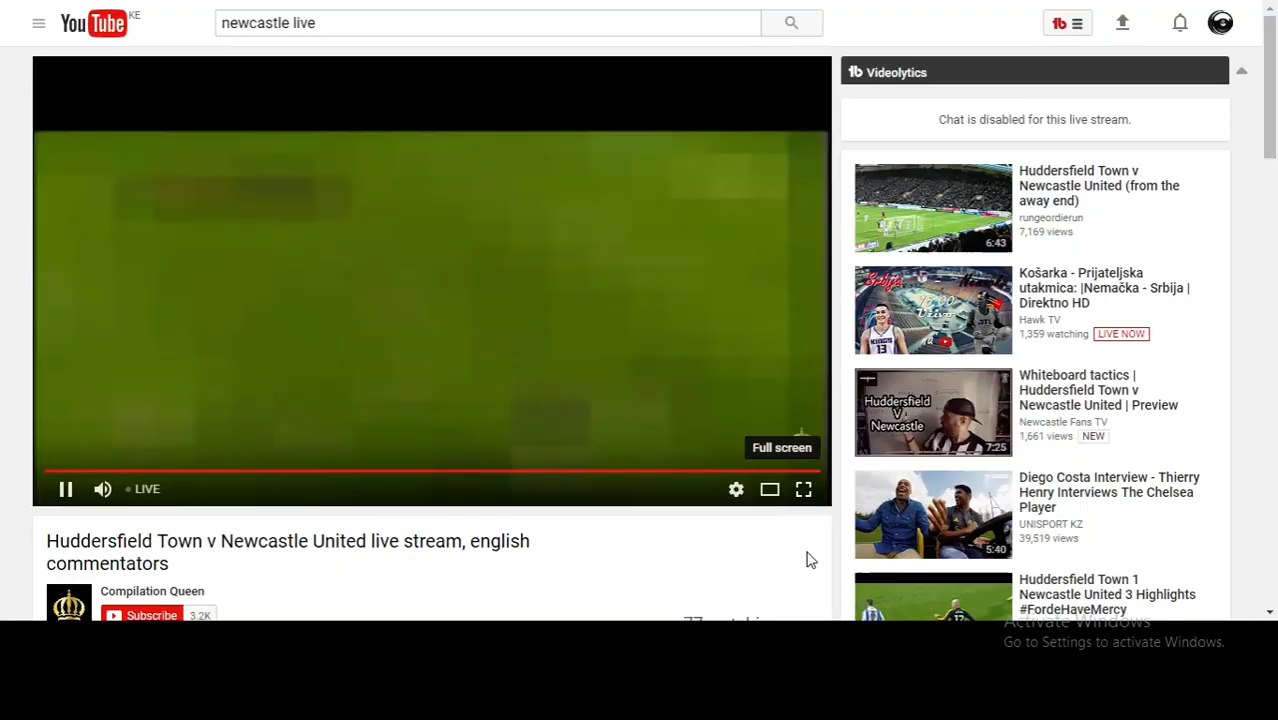 YouTube KE
newcastle live
Videolytics
Chat is disabled for this live stream.
Huddersfield Town v
Newcastle United (from the
away end)
rungeordierun
7,169 views
6:43
Košarka - Prijateljska
utakmica: |Nemačka - Srbija |
Direktno HD
Hawk TV
1,359 watching LIVE NOW
Srbija
KINGS
13
Whiteboard tactics |
Huddersfield Town v
Newcastle United | Preview
Newcastle Fans TV
1,661 views NEW
Huddersfield
V
Newcastle
7:25
Diego Costa Interview - Thierry
Henry Interviews The Chelsea
Player
UNISPORT KZ
39,519 views
5:40
Huddersfield Town 1
Newcastle United 3 Highlights
#FordeHaveMercy
Full screen
LIVE
Huddersfield Town v Newcastle United live stream, english
commentators
Compilation Queen
Subscribe 3.2K
Activate Windows
Go to Settings to activate Windows.